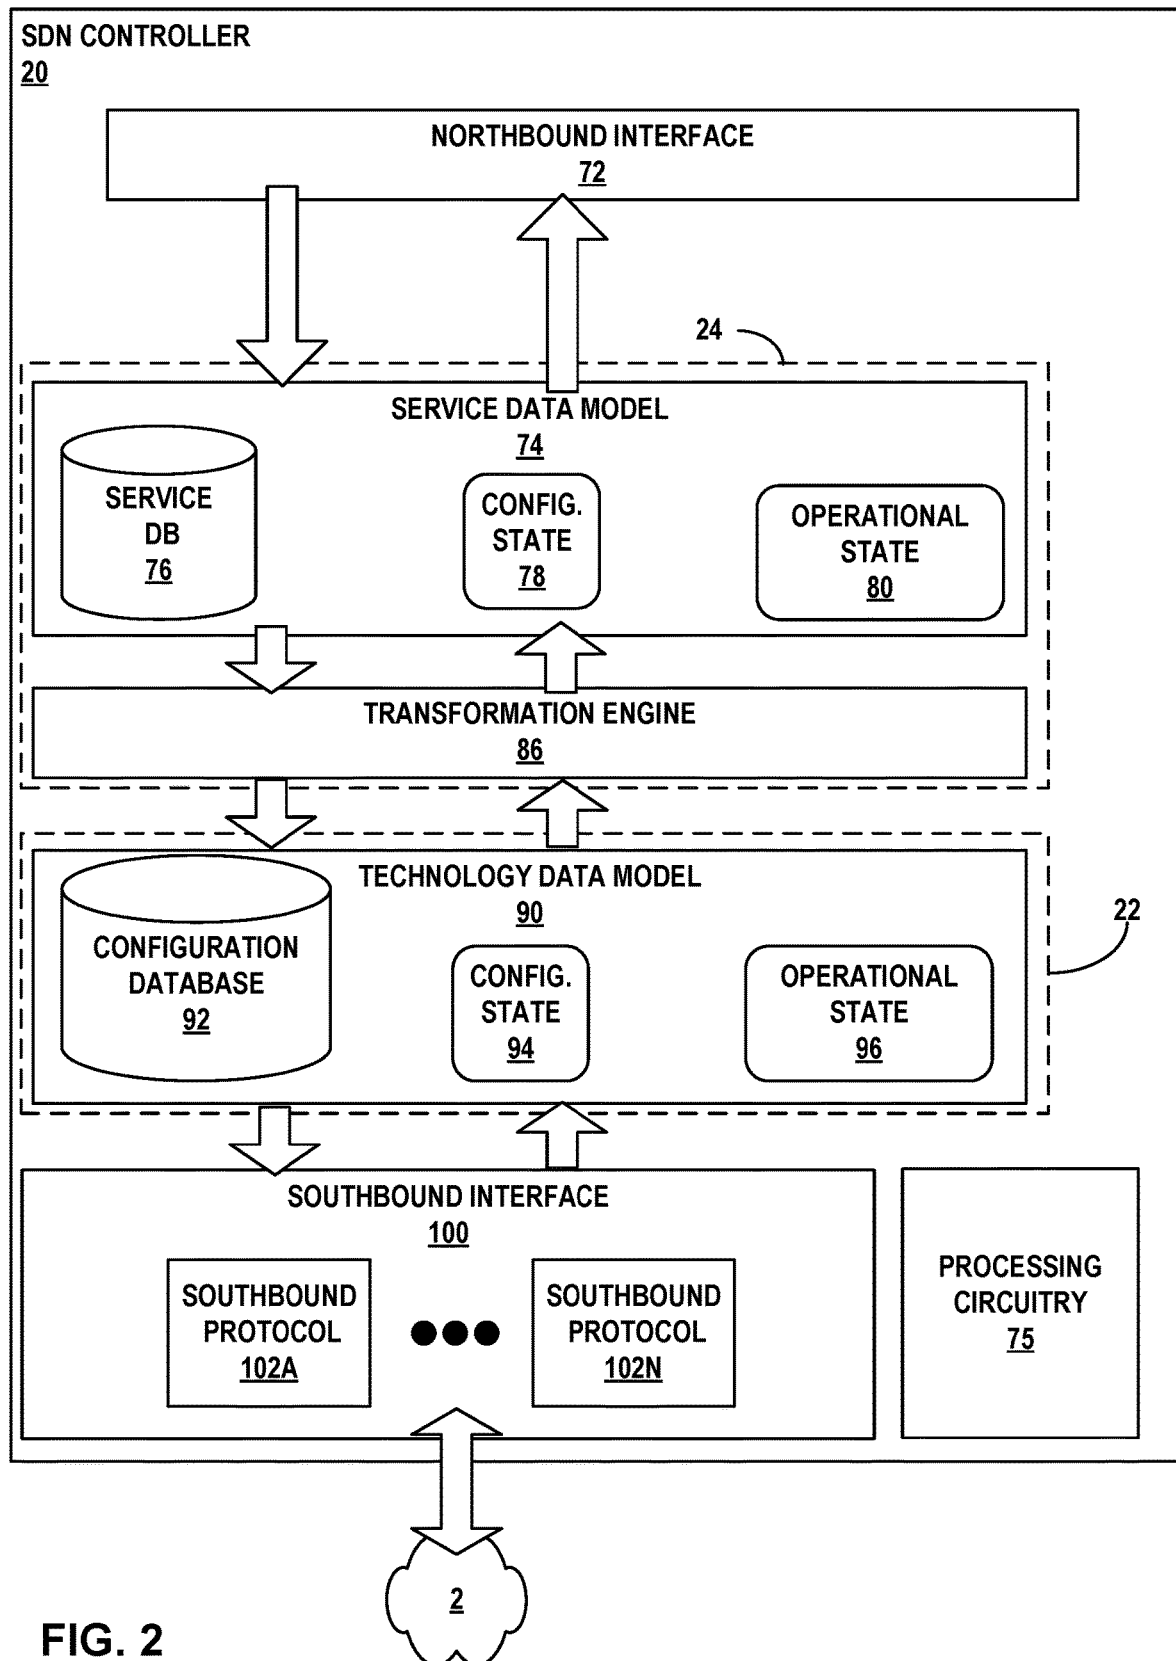 SDN CONTROLLER
20
NORTHBOUND INTERFACE
72
24
SERVICE DATA MODEL
74
SERVICE
DB
76
CONFIG.
STATE
78
OPERATIONAL
STATE
80
TRANSFORMATION ENGINE
86
TECHNOLOGY DATA MODEL
90
22
CONFIGURATION
DATABASE
92
CONFIG.
STATE
94
OPERATIONAL
STATE
96
SOUTHBOUND INTERFACE
100
SOUTHBOUND
PROTOCOL
102A
SOUTHBOUND
PROTOCOL
102N
PROCESSING
CIRCUITRY
75
2
FIG. 2